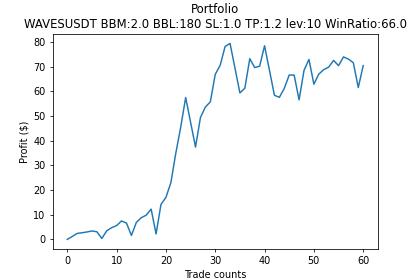 Portfolio
WAVESUSDT BBM:2.0 BBL:180 SL:1.0 TP:1.2 lev:10 WinRatio:66.0
80
70
60
50
40
30
20
10
0
Profit ($)
0 10 20 30 40 50 60
Trade counts